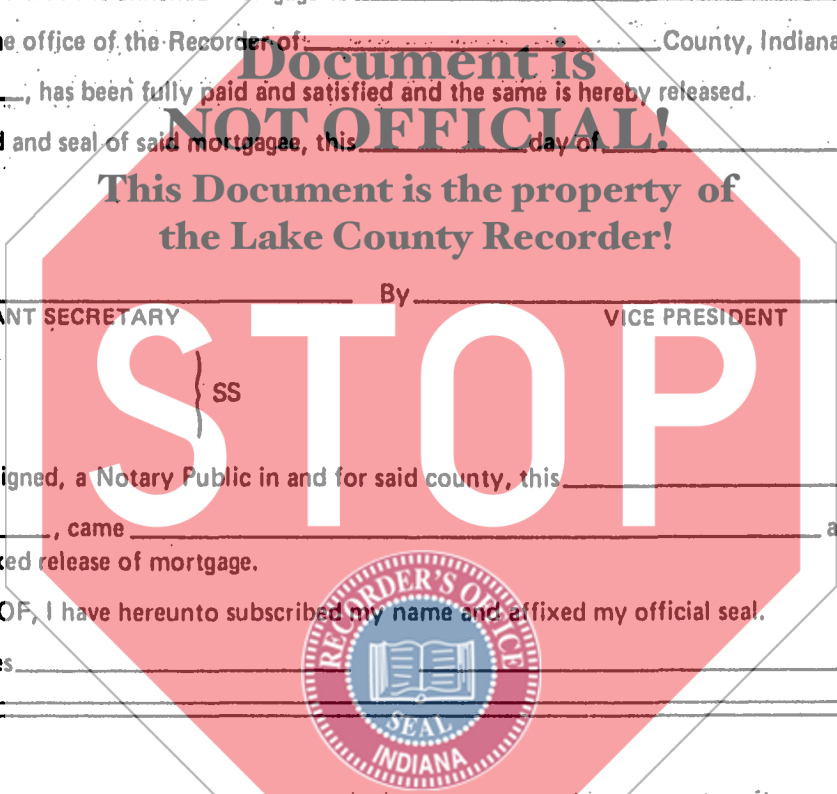 e office of the Recorder of County, Indiana
Document is
, has been fully paid and satisfied and the same is hereby released.
NOT OFFICIAL!
and seal of said mortgagee, this day of
This Document is the property of
the Lake County Recorder!
By
ANT SECRETARY VICE PRESIDENT
STOP
SS
igned, a Notary Public in and for said county, this
, came a
ked release of mortgage.
OF, I have hereunto subscribed my name and affixed my official seal.
es
RECORDER'S OFFICE
SEAL
INDIANA